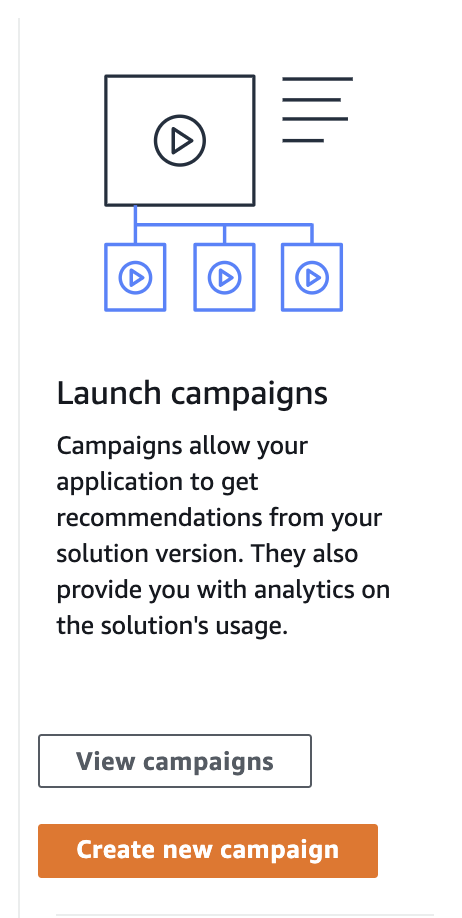 Launch campaigns
Campaigns allow your
application to get
recommendations from your
solution version. They also
provide you with analytics on
the solution's usage.
View campaigns
Create new campaign